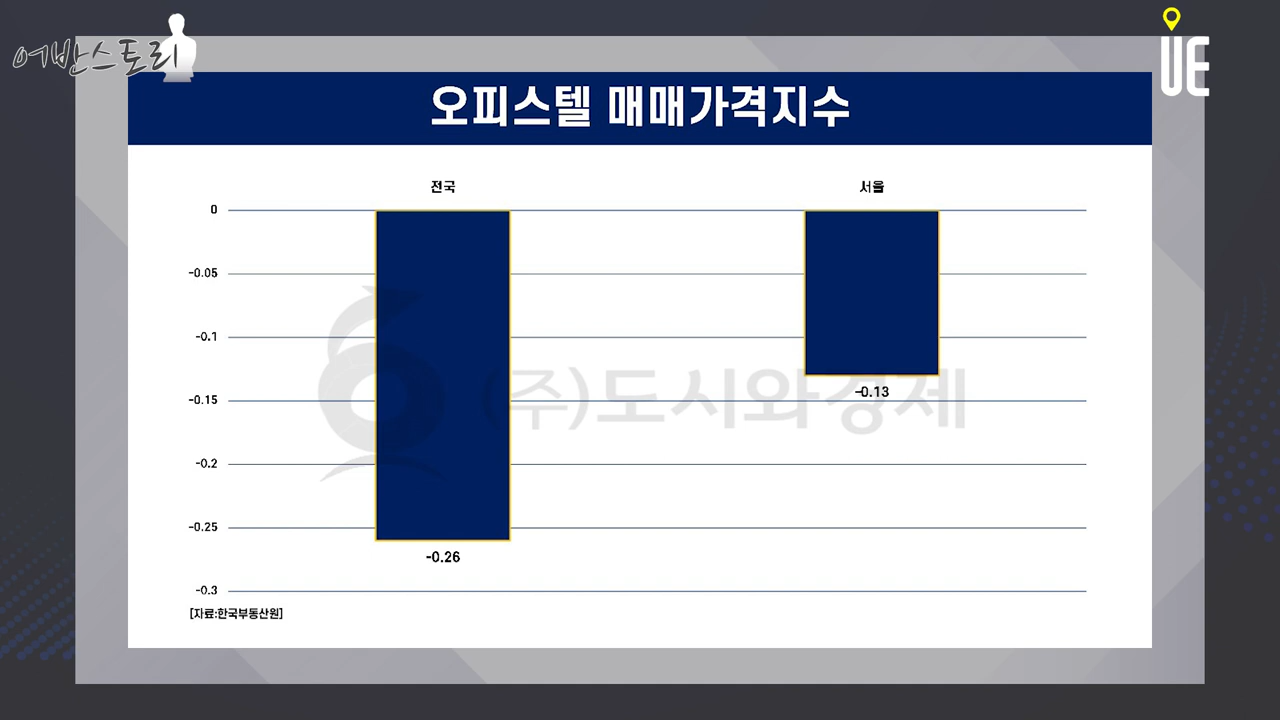 어반스토리
UE
오피스텔 매매가격지수
전국
서울
0
-0.05
-0.1
-0.15
-0.2
-0.25
-0.3
-0.26
-0.13
(주)도시와경제
[자료:한국부동산원]